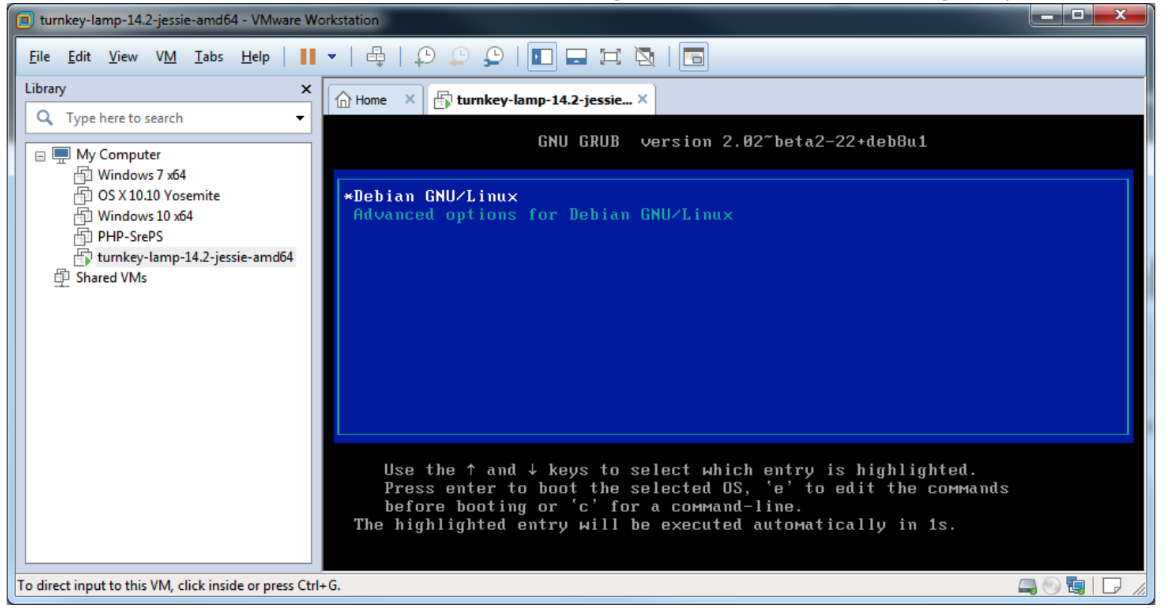 turnkey-lamp-14.2-jessie-amd64 - VMware Workstation
File Edit View VM Tabs Help
Library
Type here to search
My Computer
Windows 7 x64
OS X 10.10 Yosemite
Windows 10 x64
PHP-SrePS
turnkey-lamp-14.2-jessie-amd64
Shared VMs
Home
turnkey-lamp-14.2-jessie...
GNU GRUB version 2.02~beta2-22+deb8u1
*Debian GNU/Linux
Advanced options for Debian GNU/Linux
Use the ↑ and ↓ keys to select which entry is highlighted.
Press enter to boot the selected OS, `e' to edit the commands
before booting or `c' for a command-line.
The highlighted entry will be executed automatically in 1s.
To direct input to this VM, click inside or press Ctrl+G.